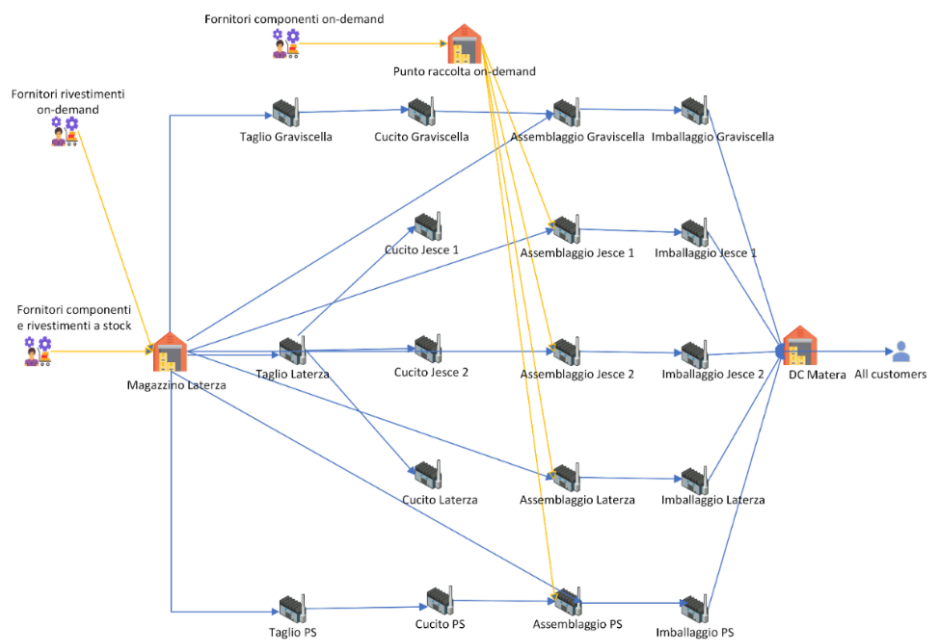 Fornitori componenti on-demand
Punto raccolta on-demand
Fornitori rivestimenti
on-demand
Taglio Graviscella
Cucito Graviscella
Assemblaggio Graviscella
Imballaggio Graviscella
Cucito Jesce 1
Assemblaggio Jesce 1
Imballaggio Jesce 1
Fornitori componenti
e rivestimenti a stock
Magazzino Laterza
Taglio Laterza
Cucito Jesce 2
Assemblaggio Jesce 2
Imballaggio Jesce 2
DC Matera
All customers
Cucito Laterza
Assemblaggio Laterza
Imballaggio Laterza
Taglio PS
Cucito PS
Assemblaggio PS
Imballaggio PS